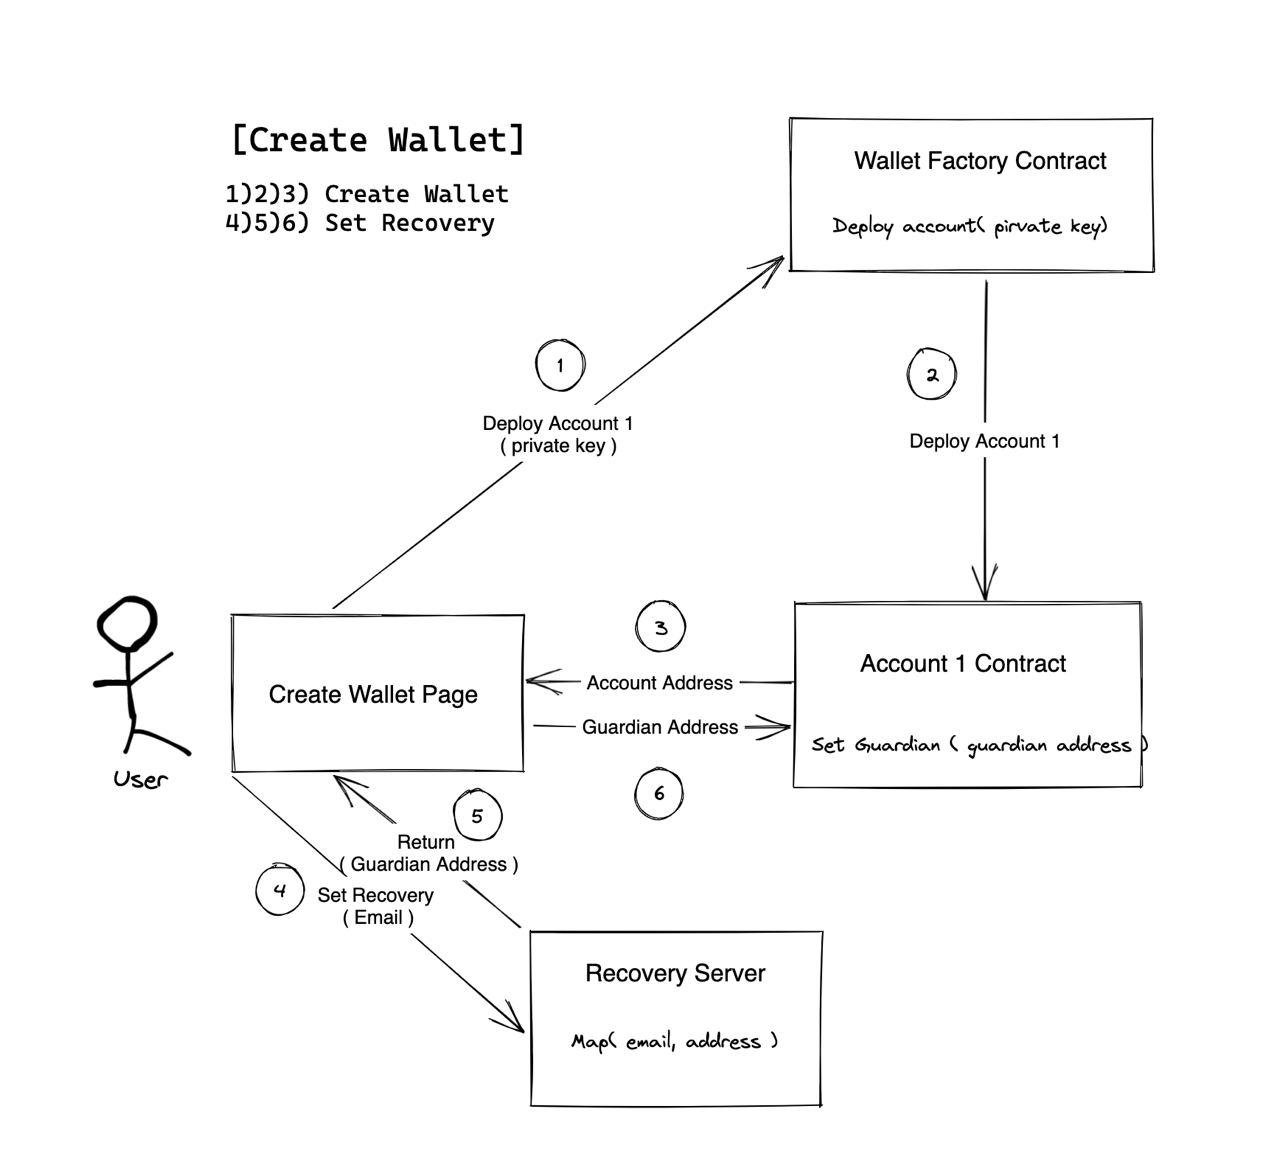 [Create Wallet]
1)2)3) Create Wallet
4)5)6) Set Recovery
Wallet Factory Contract
Deploy account( pirvate key)
1
Deploy Account 1
( private key )
2
Deploy Account 1
User
Create Wallet Page
3
Account Address
Guardian Address
6
Account 1 Contract
Set Guardian ( guardian address )
5
Return
( Guardian Address )
4
Set Recovery
( Email )
Recovery Server
Map( email, address )